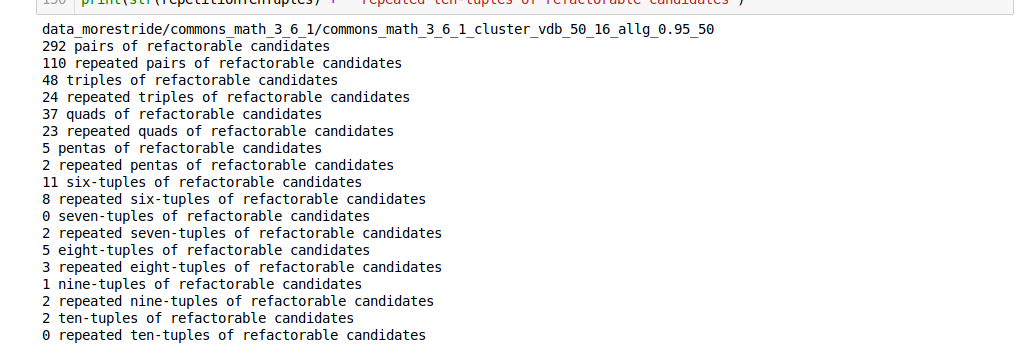 150 print(str(repetitionTenTuples) + " repeated ten-tuples of refactorable candidates")
data_morestride/commons_math_3_6_1/commons_math_3_6_1_cluster_vdb_50_16_allg_0.95_50
292 pairs of refactorable candidates
110 repeated pairs of refactorable candidates
48 triples of refactorable candidates
24 repeated triples of refactorable candidates
37 quads of refactorable candidates
23 repeated quads of refactorable candidates
5 pentas of refactorable candidates
2 repeated pentas of refactorable candidates
11 six-tuples of refactorable candidates
8 repeated six-tuples of refactorable candidates
0 seven-tuples of refactorable candidates
2 repeated seven-tuples of refactorable candidates
5 eight-tuples of refactorable candidates
3 repeated eight-tuples of refactorable candidates
1 nine-tuples of refactorable candidates
2 repeated nine-tuples of refactorable candidates
2 ten-tuples of refactorable candidates
0 repeated ten-tuples of refactorable candidates